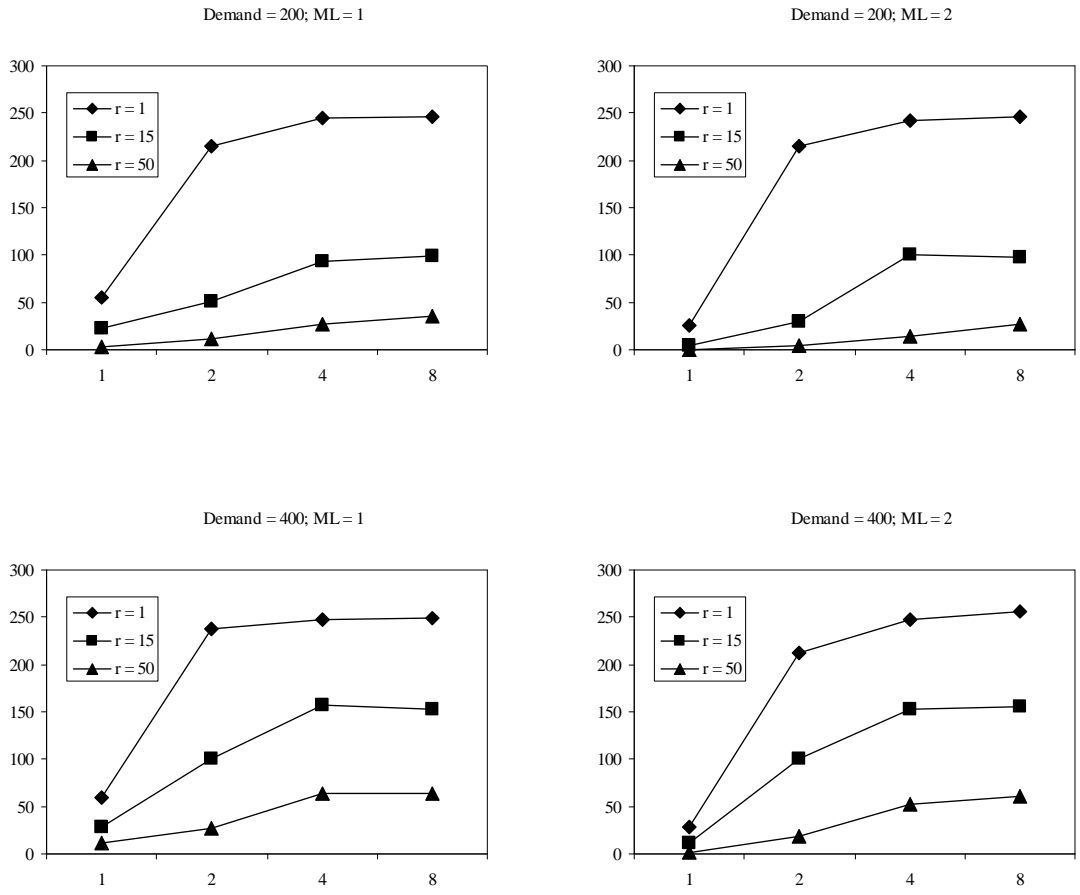 Demand = 200; ML = 1
300
250
200
150
100
50
0
r = 1
r = 15
r = 50
1 2 4 8
Demand = 200; ML = 2
300
250
200
150
100
50
0
r = 1
r = 15
r = 50
1 2 4 8
Demand = 400; ML = 1
300
250
200
150
100
50
0
r = 1
r = 15
r = 50
1 2 4 8
Demand = 400; ML = 2
300
250
200
150
100
50
0
r = 1
r = 15
r = 50
1 2 4 8